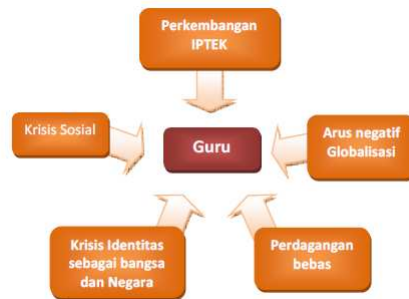 Perkembangan
IPTEK
Krisis Sosial
Guru
Arus negatif
Globalisasi
Krisis Identitas
sebagai bangsa
dan Negara
Perdagangan
bebas